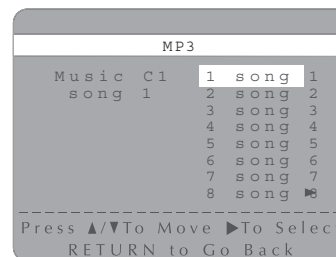 MP3
Music C1 1 song 1
song 1 2 song 2
3 song 3
4 song 4
5 song 5
6 song 6
7 song 7
8 song 8
Press ▲/▼To Move ▶To Select
RETURN to Go Back